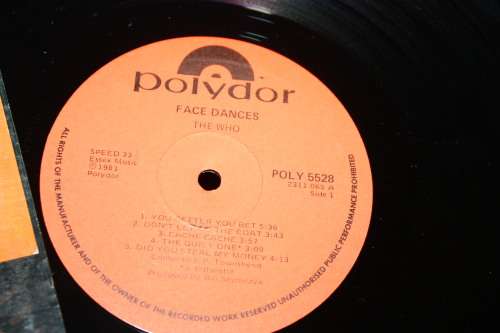 polydor
FACE DANCES
THE WHO
SPEED 33
Essex Music
℗ 1981
Polydor
POLY 5528
2311 065 A
Side 1
1. YOU BETTER YOU BET 5:36
2. DON'T LET GO THE COAT 3:43
3. CACHE CACHE 3:57
4. THE QUIET ONE* 3:09
5. DID YOU STEAL MY MONEY 4:13
P. Townshend
Produced by Bill Szymczyk
ALL RIGHTS OF THE MANUFACTURER AND OF THE OWNER OF THE RECORDED WORK RESERVED UNAUTHORISED PUBLIC PERFORMANCE PROHIBITED